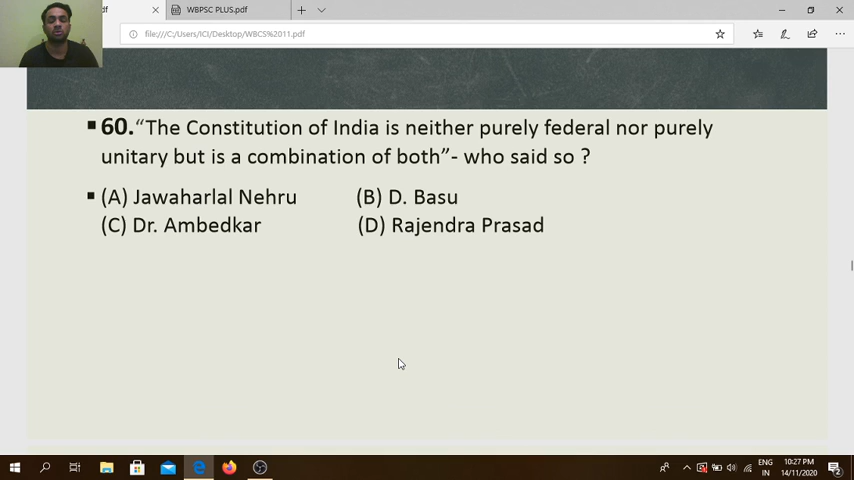 df
WBPSC PLUS.pdf
file:///C:/Users/ICI/Desktop/WBCS%2011.pdf
60.“The Constitution of India is neither purely federal nor purely
unitary but is a combination of both”- who said so ?
(A) Jawaharlal Nehru (B) D. Basu
(C) Dr. Ambedkar (D) Rajendra Prasad
ENG 10:27 PM
IN 14/11/2020
2